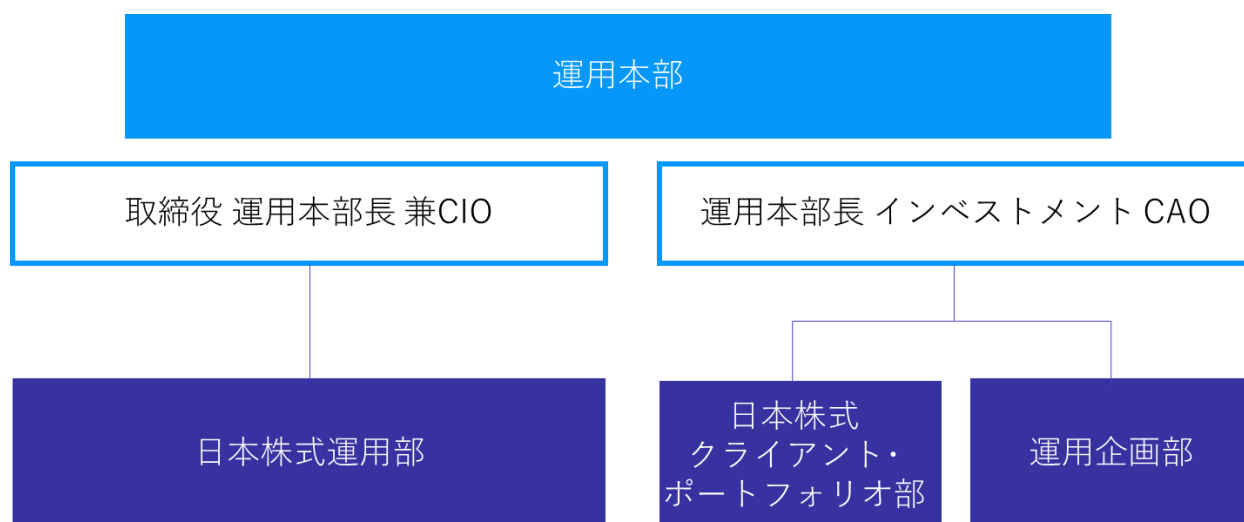 運用本部
取締役 運用本部長 兼CIO
運用本部長 インベストメント CAO
日本株式運用部
日本株式
クライアント・
ポートフォリオ部
運用企画部